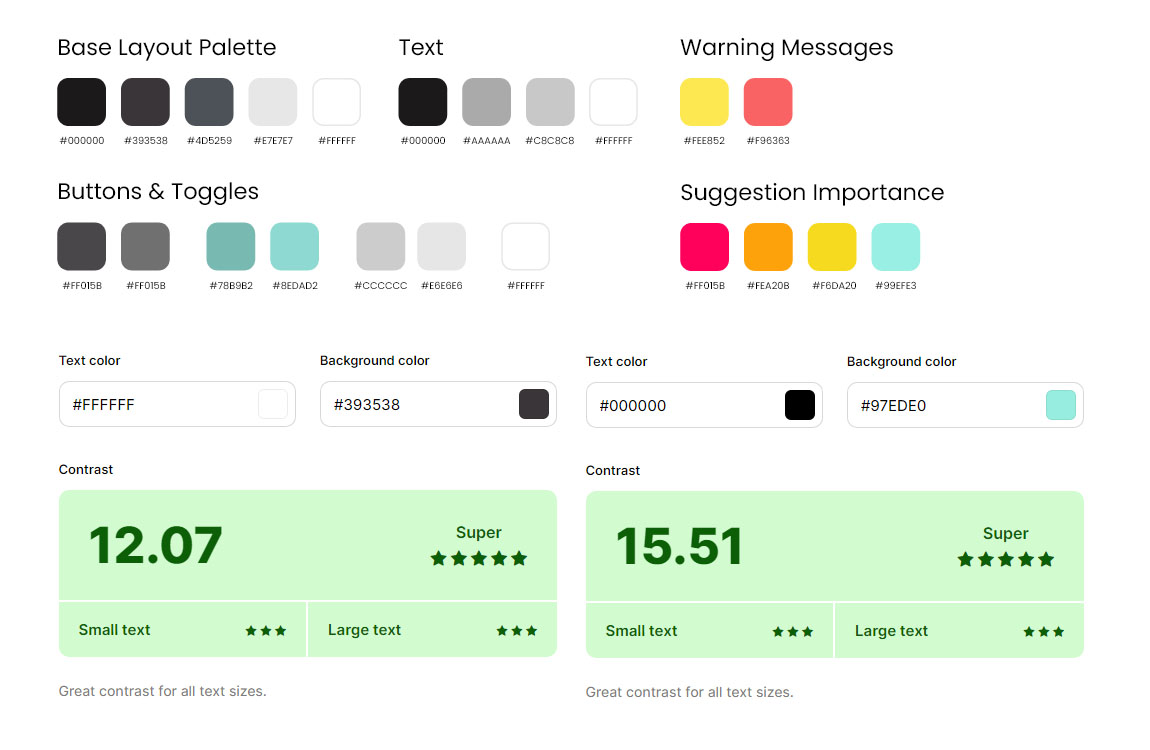 Base Layout Palette
#000000 #393538 #4D5259 #E7E7E7 #FFFFFF
Text
#000000 #AAAAAA #C8C8C8 #FFFFFF
Warning Messages
#FEE852 #F96363
Buttons & Toggles
#FF015B #FF015B #78B9B2 #8EDAD2 #CCCCCC #E6E6E6 #FFFFFF
Suggestion Importance
#FF015B #FEA20B #F6DA20 #99EFE3
Text color
#FFFFFF
Background color
#393538
Contrast
12.07
Super
Small text
Large text
Great contrast for all text sizes.
Text color
#000000
Background color
#97EDE0
Contrast
15.51
Super
Small text
Large text
Great contrast for all text sizes.